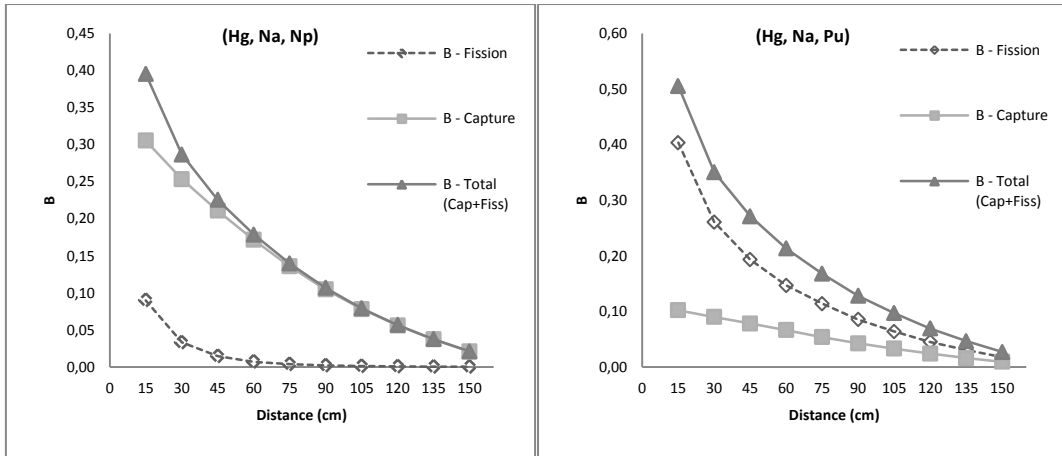 (Hg, Na, Np)
0,45
0,40
0,35
0,30
0,25
0,20
0,15
0,10
0,05
0,00
B
0 15 30 45 60 75 90 105 120 135 150
Distance (cm)
B - Fission
B - Capture
B - Total
(Cap+Fiss)
(Hg, Na, Pu)
0,60
0,50
0,40
0,30
0,20
0,10
0,00
B
0 15 30 45 60 75 90 105 120 135 150
Distance (cm)
B - Fission
B - Capture
B - Total
(Cap+Fiss)